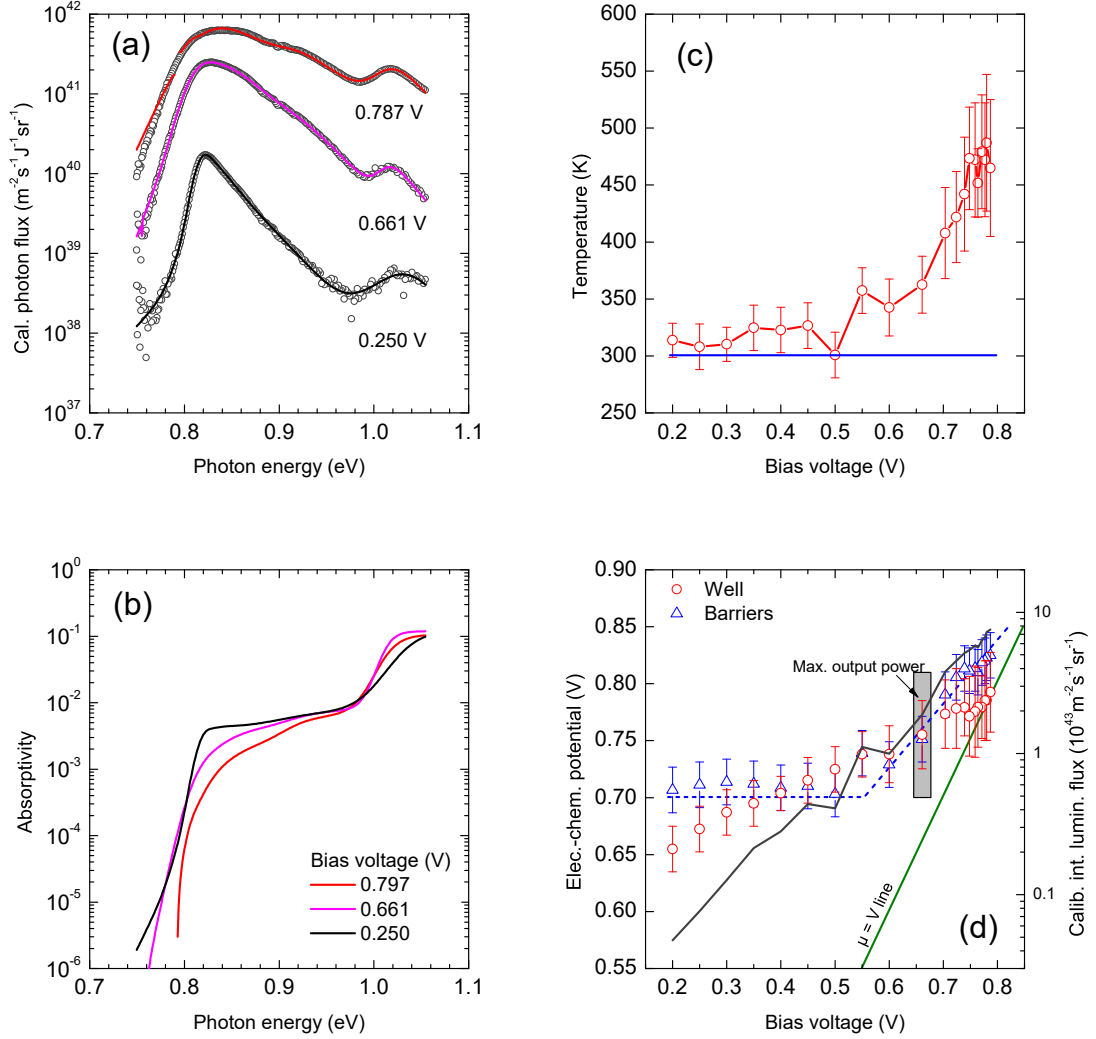 (a)
10^42
10^41
10^40
10^39
10^38
10^37
Cal. photon flux (m^-2 s^-1 J^-1 sr^-1)
0.787 V
0.661 V
0.250 V
0.7 0.8 0.9 1.0 1.1
Photon energy (eV)
(c)
600
550
500
450
400
350
300
250
Temperature (K)
0.2 0.3 0.4 0.5 0.6 0.7 0.8
Bias voltage (V)
(b)
10^0
10^-1
10^-2
10^-3
10^-4
10^-5
10^-6
Absorptivity
Bias voltage (V)
0.797
0.661
0.250
0.7 0.8 0.9 1.0 1.1
Photon energy (eV)
0.90
0.85
0.80
0.75
0.70
0.65
0.60
0.55
Elec.-chem. potential (V)
Well
Barriers
Max. output power
μ = V line
(d)
10
1
0.1
Calib. int. lumin. flux (10^43 m^-2 s^-1 sr^-1)
0.2 0.3 0.4 0.5 0.6 0.7 0.8
Bias voltage (V)